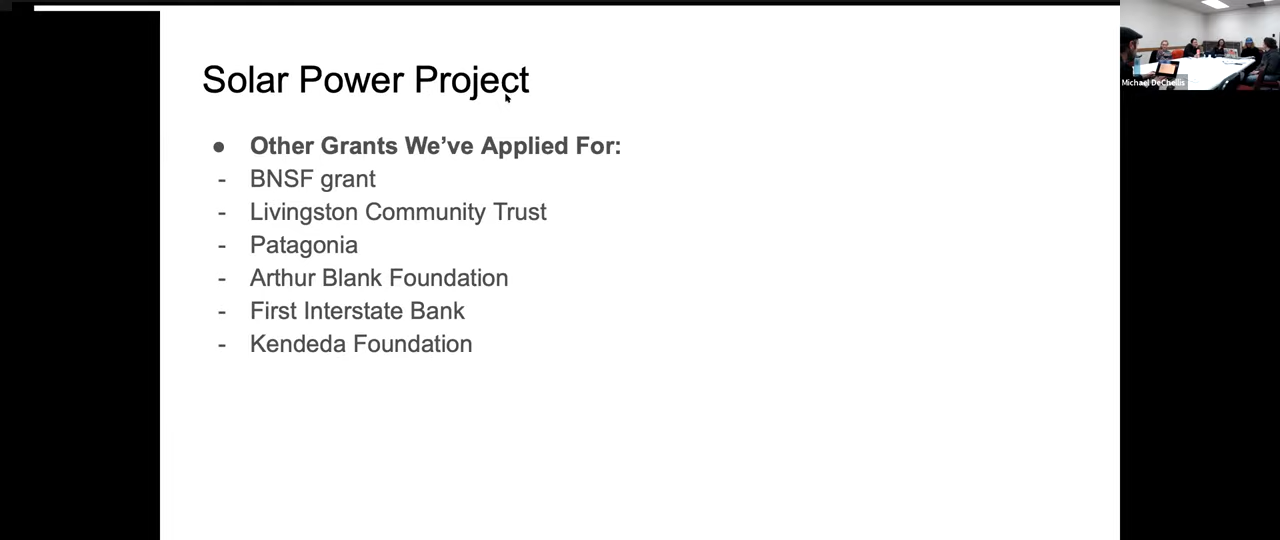 Solar Power Project
● Other Grants We’ve Applied For:
- BNSF grant
- Livingston Community Trust
- Patagonia
- Arthur Blank Foundation
- First Interstate Bank
- Kendeda Foundation
Michael DeChellis